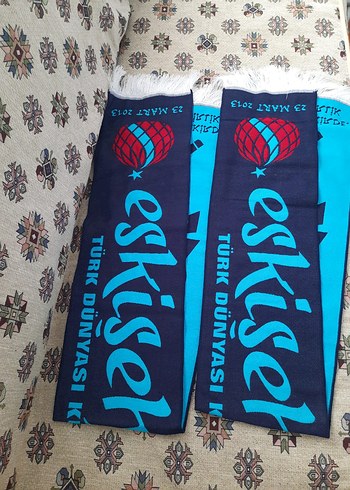 23 MART 2013
eskişeh
TÜRK DÜNYASI K
23 MART 2013
eskişeh
TÜRK DÜNYASI K